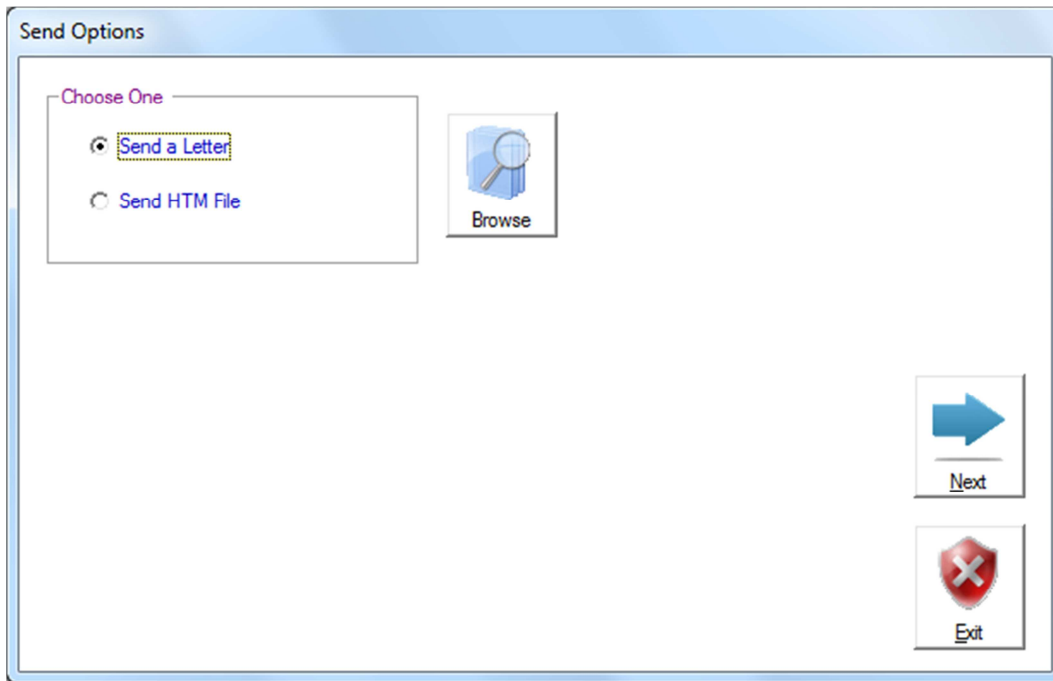 Send Options
Choose One
Send a Letter
Send HTM File
Browse
Next
Exit